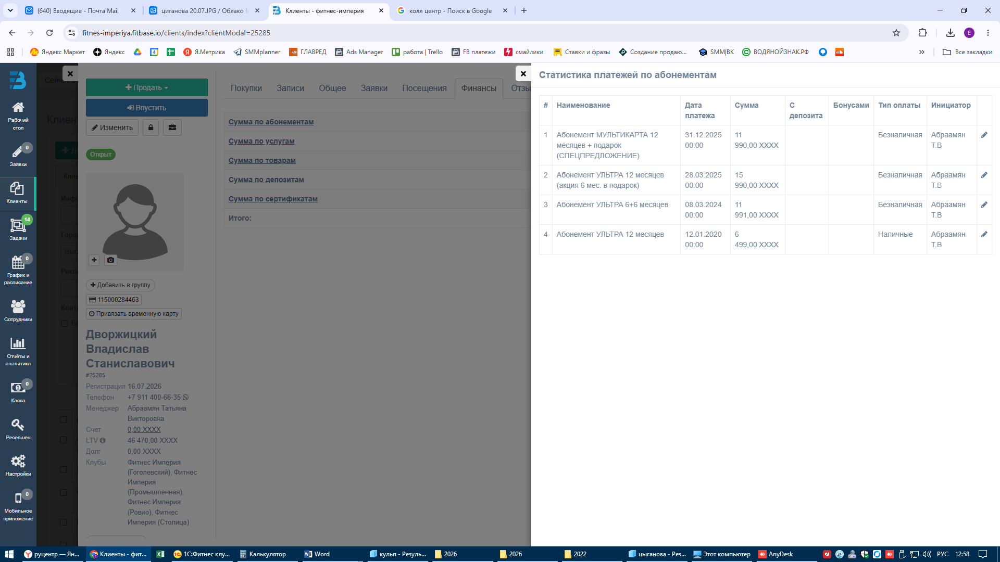 (640) Входящие - Почта Mail
циганова 20.07.JPG / Облако
Клиенты - фитнес-империя
колл центр - Поиск в Google
fitnes-imperiya.fitbase.io/clients/index?clientModal=25285
Яндекс Маркет
Яндекс
Я.Метрика
SMMplanner
ГЛАВРЕД
Ads Manager
работа | Trello
FB платежи
смайлики
Ставки и фразы
Создание продаю...
SMM|ВК
ВОДЯНОЙЗНАК.РФ
Все закладки
Рабочий
стол
0
Заявки
Клиенты
14
Задачи
0
График и
расписание
Сотрудники
Отчёты и
аналитика
0
Касса
Ресепшен
Настройки
0
Мобильное
приложение
Продать
Впустить
Изменить
Открыт
Добавить в группу
115000284463
Привязать временную карту
Дворжицкий
Владислав
Станиславович
#25285
Регистрация 16.07.2026
Телефон +7 911 400-66-35
Менеджер Абраамян Татьяна
Викторовна
Счет 0,00 XXXX
LTV 46 470,00 XXXX
Долг 0,00 XXXX
Клубы Фитнес Империя
(Гоголевский), Фитнес
Империя
(Промышленная),
Фитнес Империя
(Ровио), Фитнес
Империя (Столица)
Покупки Записи Общее Заявки Посещения Финансы Отзы
Сумма по абонементам
Сумма по услугам
Сумма по товарам
Сумма по депозитам
Сумма по сертификатам
Итого:
Статистика платежей по абонементам
# Наименование Дата Сумма С Бонусами Тип оплаты Инициатор
платежа депозита
1 Абонемент МУЛЬТИКАРТА 12 31.12.2025 11 Безналичная Абраамян
месяцев + подарок 00:00 990,00 XXXX Т.В
(СПЕЦПРЕДЛОЖЕНИЕ)
2 Абонемент УЛЬТРА 12 месяцев 28.03.2025 15 Безналичная Абраамян
(акция 6 мес. в подарок) 00:00 990,00 XXXX Т.В
3 Абонемент УЛЬТРА 6+6 месяцев 08.03.2024 11 Безналичная Абраамян
00:00 991,00 XXXX Т.В
4 Абонемент УЛЬТРА 12 месяцев 12.01.2020 6 Наличные Абраамян
00:00 499,00 XXXX Т.В
руцентр — Ян...
Клиенты - фит...
1С:Фитнес клу...
Калькулятор
Word
кульп - Резуль...
2026
2026
2022
цыганова - Рез...
Этот компьютер
AnyDesk
РУС
12:58